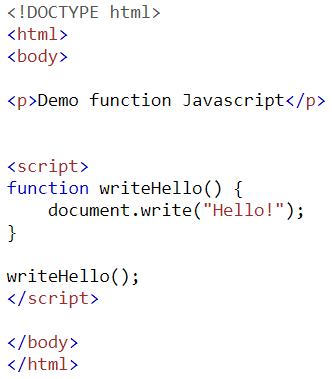 <!DOCTYPE html>
<html>
<body>
<p>Demo function Javascript</p>
<script>
function writeHello() {
    document.write("Hello!");
}
writeHello();
</script>
</body>
</html>